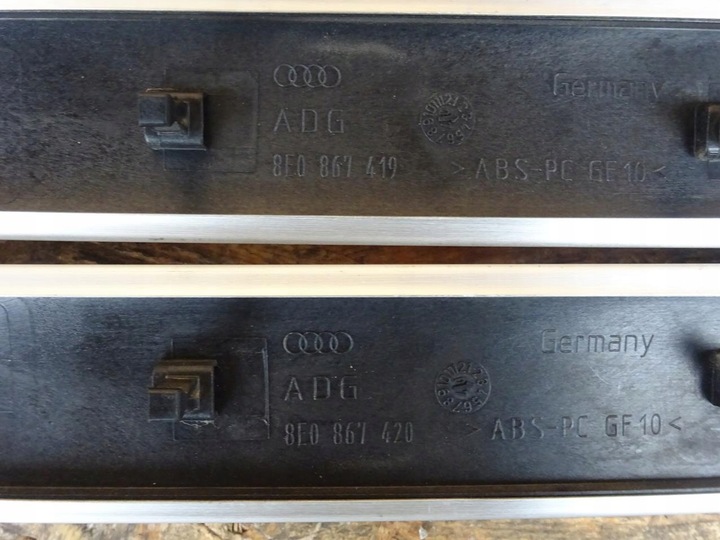 Germany
ADG
8E0 867 419
>ABS-PC GF10<
Germany
ADG
8E0 867 420
>ABS-PC GF10<